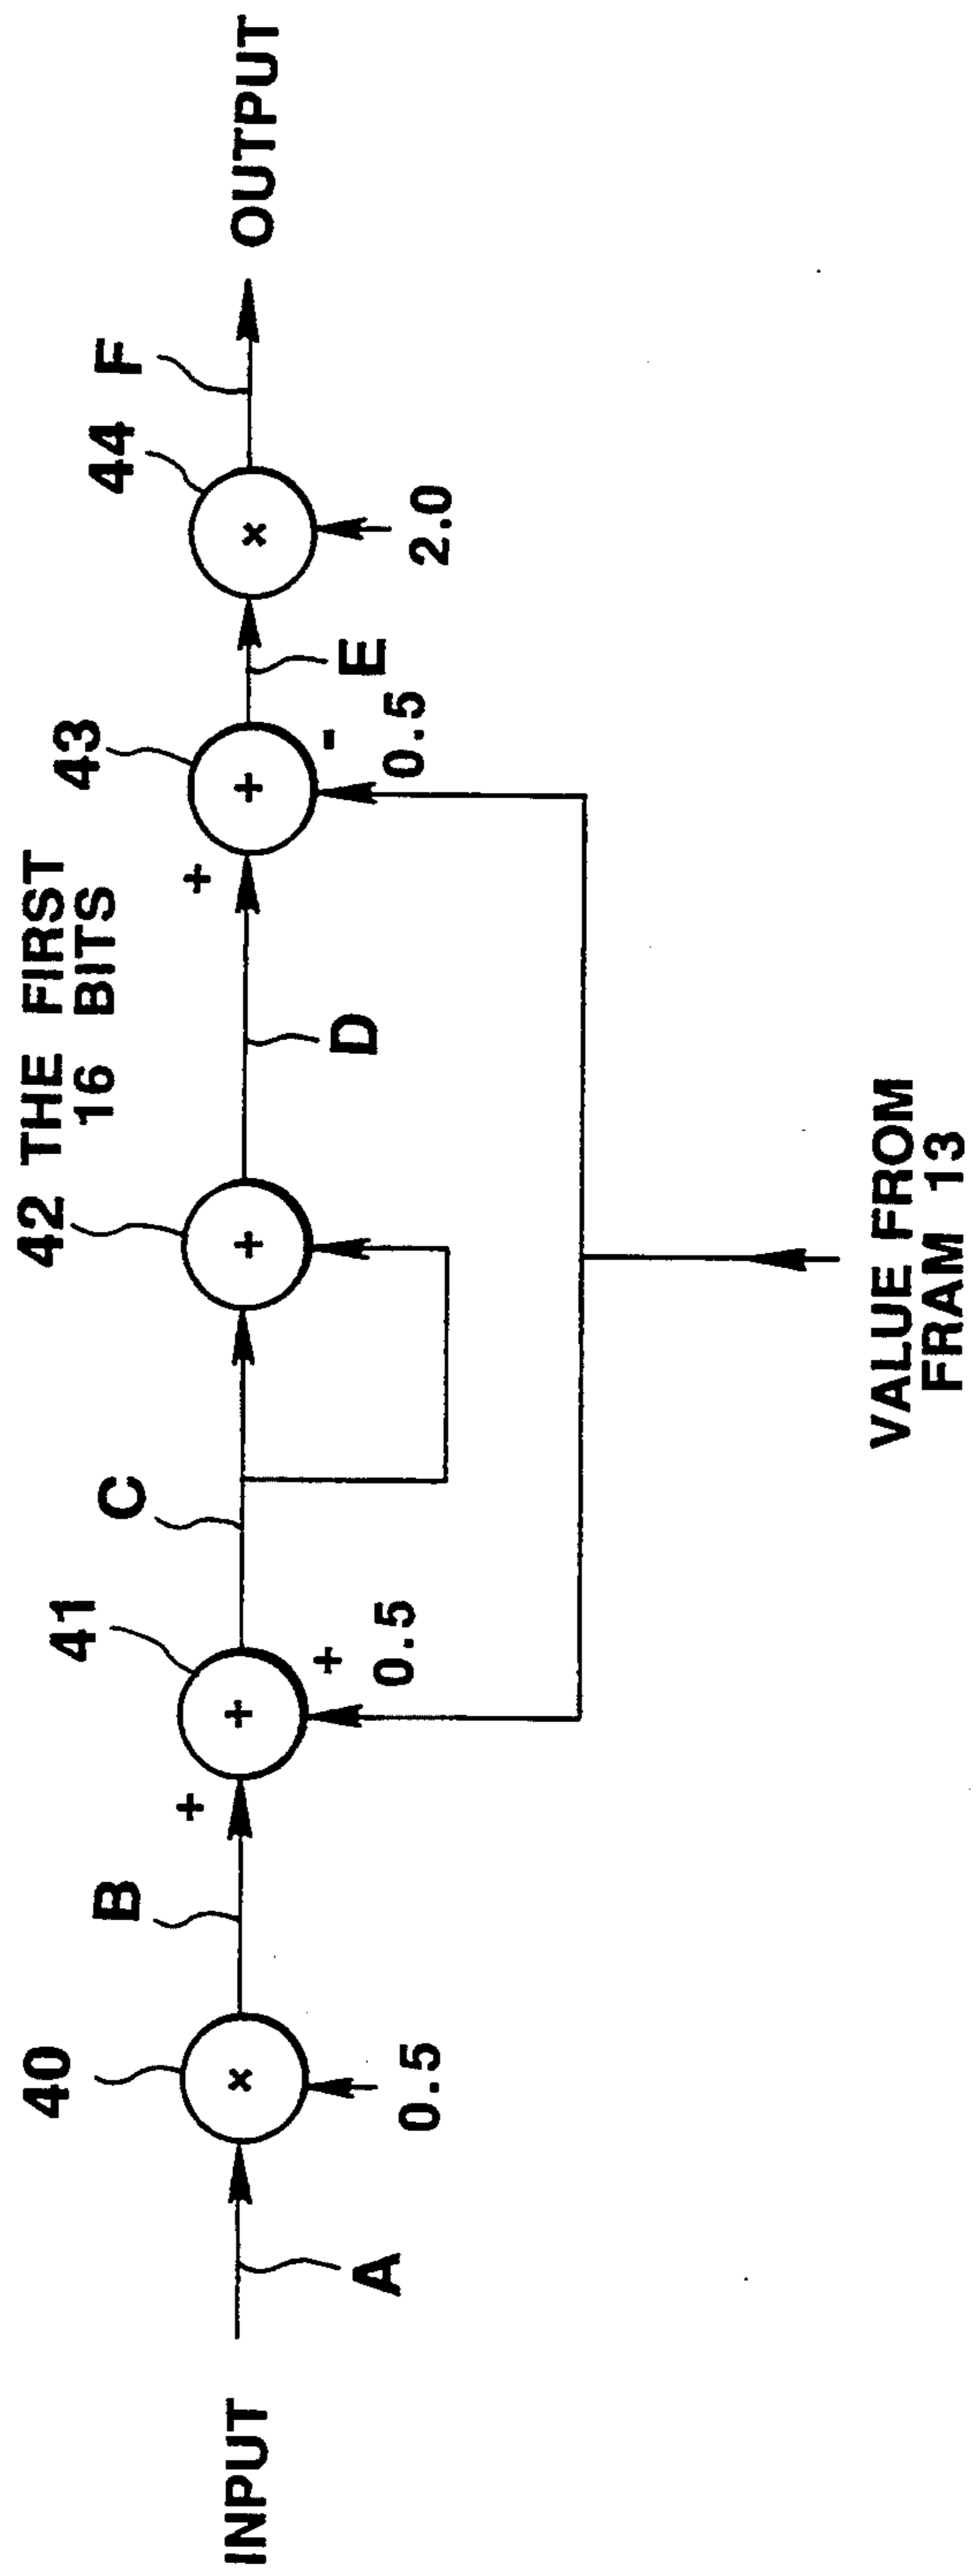 INPUT
A
40
×
0.5
B
+
41
+
+
0.5
C
42
+
THE FIRST
16 BITS
D
+
43
+
-
0.5
E
44
×
2.0
F
OUTPUT
VALUE FROM
FRAM 13